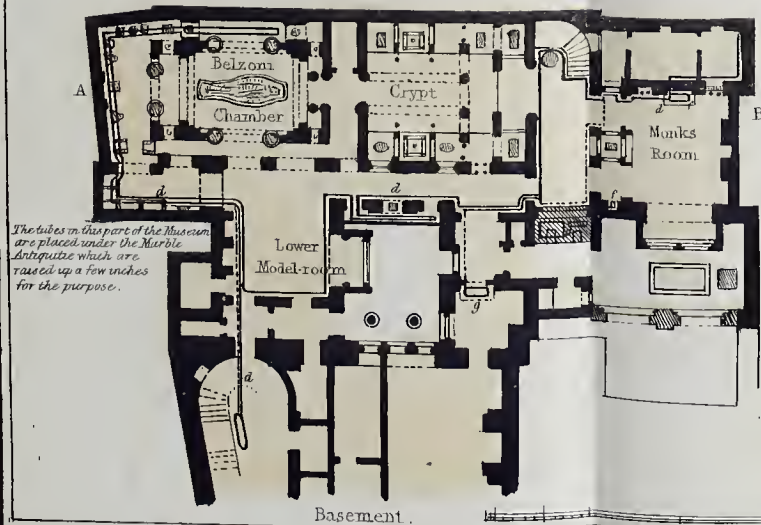 Belzoni
Chamber
Crypt
A
d
Monks
Room
B
d
d
f
The tubes in this part of the Museum
are placed under the Marble
Antiquitie which are
raised up a few inches
for the purpose.
Lower
Model-room
g
d
Basement.